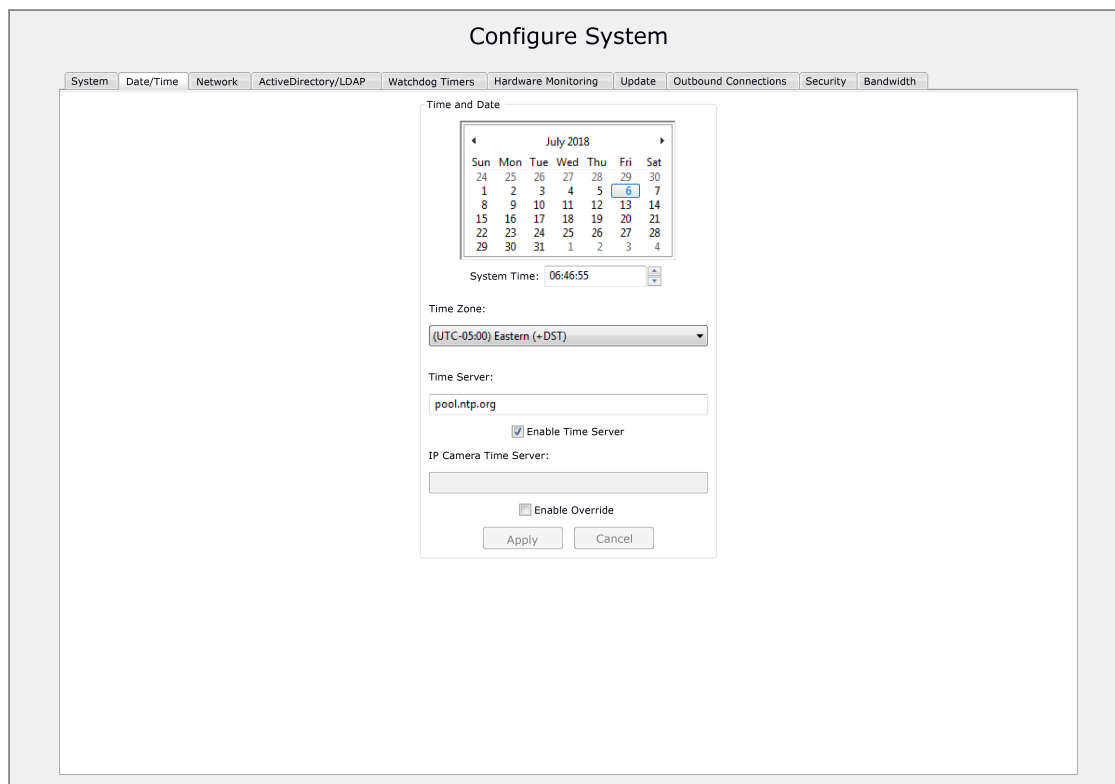 Configure System
System Date/Time Network ActiveDirectory/LDAP Watchdog Timers Hardware Monitoring Update Outbound Connections Security Bandwidth
Time and Date
July 2018
Sun Mon Tue Wed Thu Fri Sat
24 25 26 27 28 29 30
1 2 3 4 5 6 7
8 9 10 11 12 13 14
15 16 17 18 19 20 21
22 23 24 25 26 27 28
29 30 31 1 2 3 4
System Time: 06:46:55
Time Zone:
(UTC-05:00) Eastern (+DST)
Time Server:
pool.ntp.org
Enable Time Server
IP Camera Time Server:
Enable Override
Apply Cancel